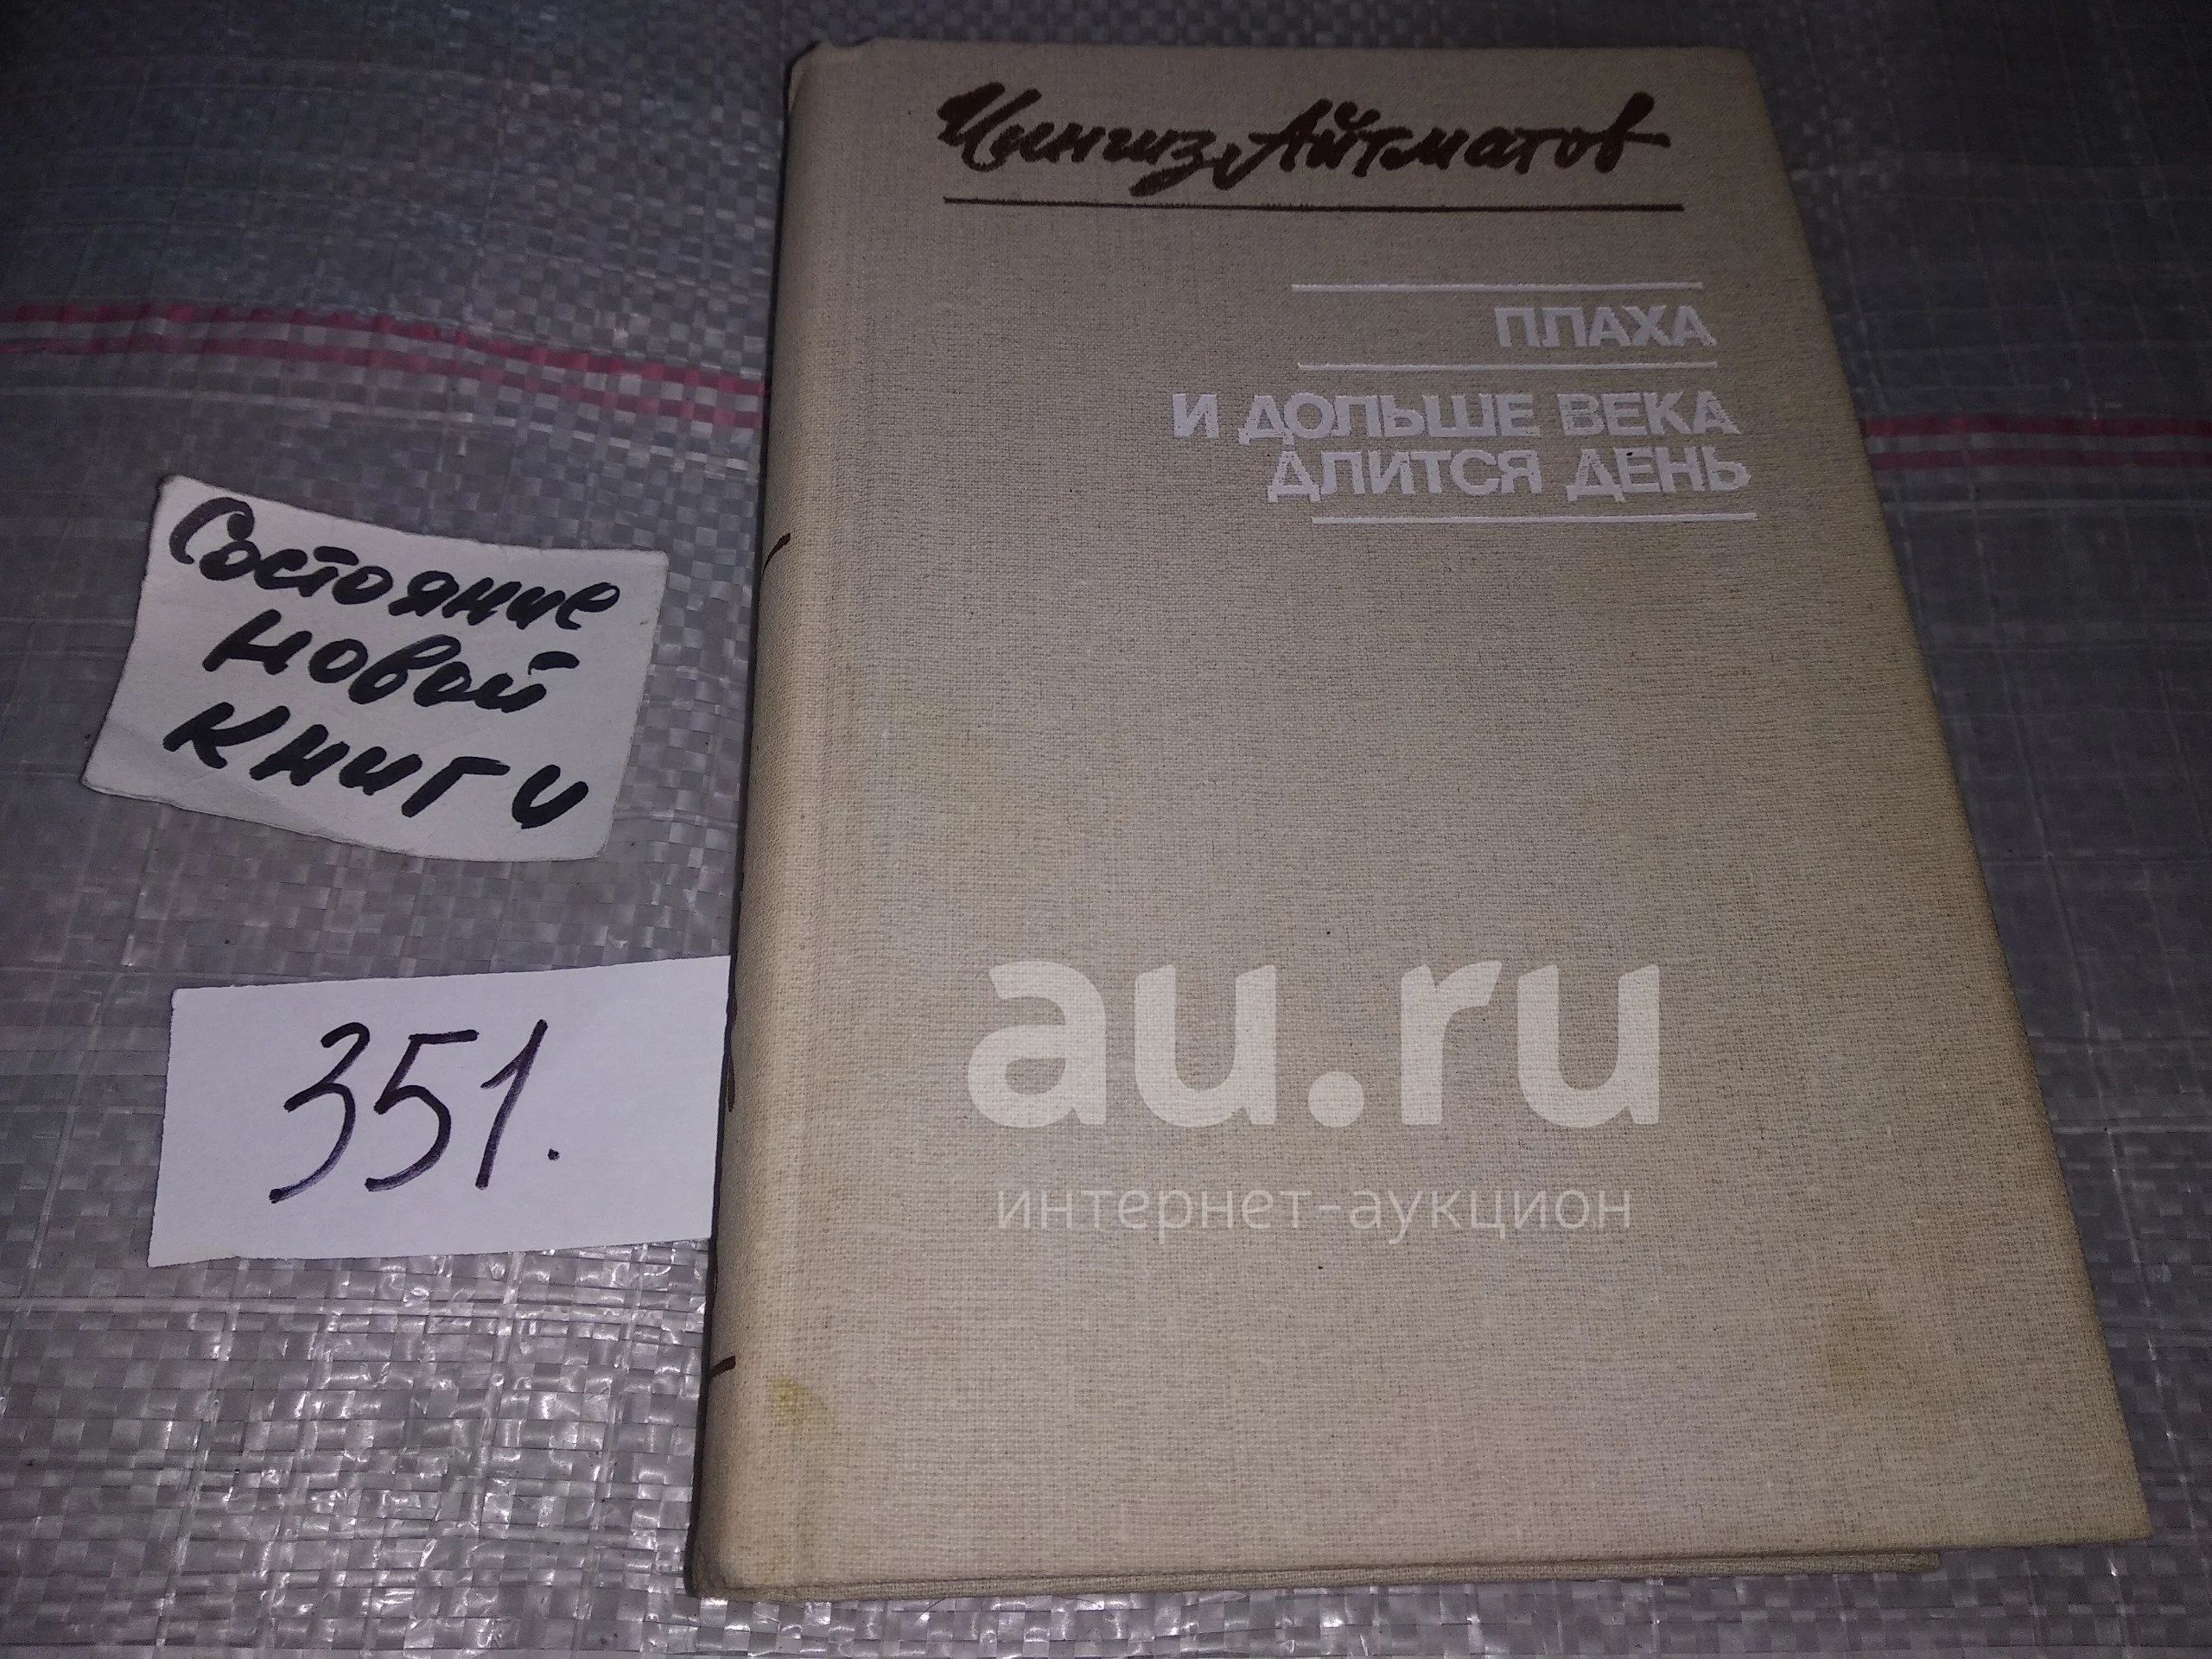 Чингиз Айтматов
ПЛАХА
И ДОЛЬШЕ ВЕКА
ДЛИТСЯ ДЕНЬ
Состояние
новой
книги
351.
au.ru
интернет-аукцион